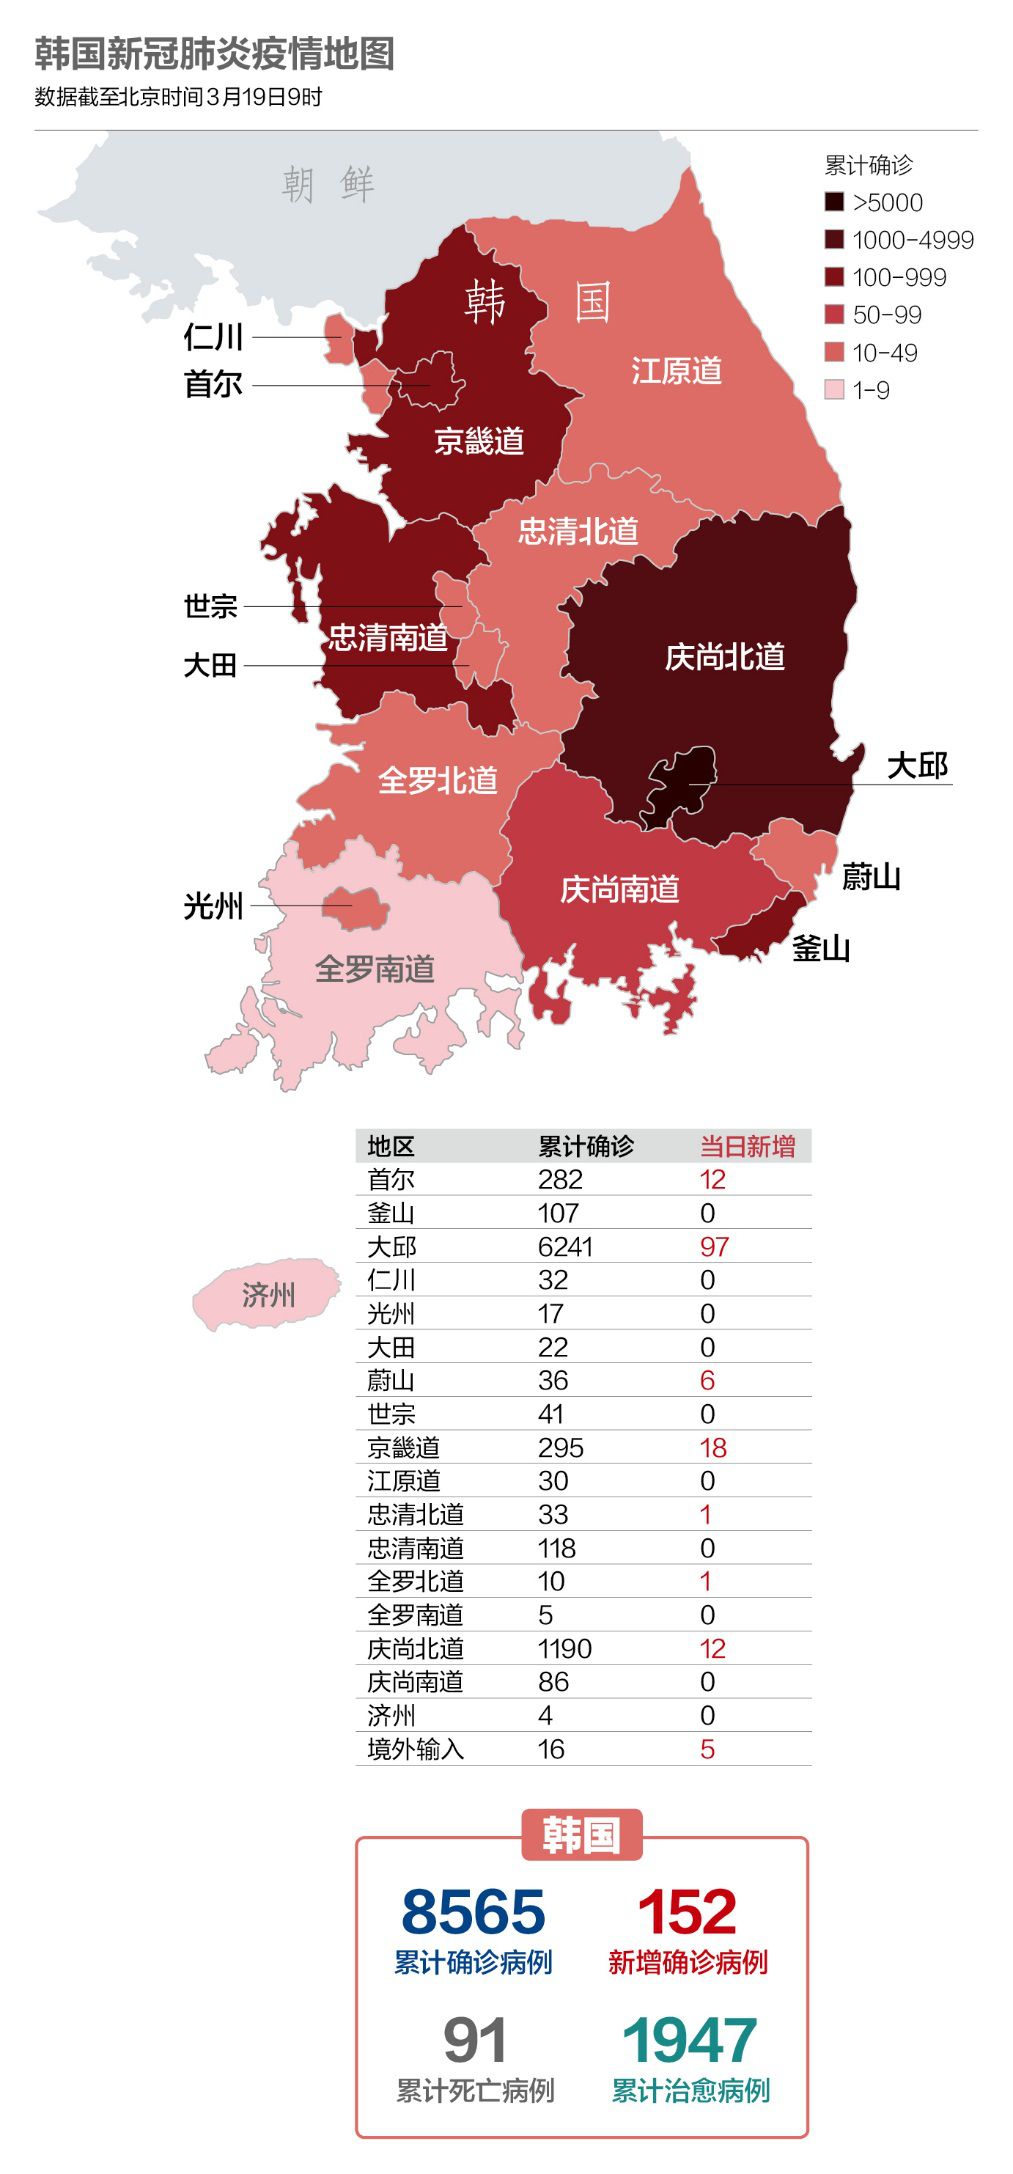 韩国新冠肺炎疫情地图
数据截至北京时间3月19日9时
朝 鲜
累计确诊
>5000
1000-4999
100-999
50-99
10-49
1-9
韩 国
仁川
首尔
江原道
京畿道
忠清北道
世宗
忠清南道
大田
庆尚北道
大邱
全罗北道
蔚山
庆尚南道
光州
釜山
全罗南道
济州
地区 累计确诊 当日新增
首尔 282 12
釜山 107 0
大邱 6241 97
仁川 32 0
光州 17 0
大田 22 0
蔚山 36 6
世宗 41 0
京畿道 295 18
江原道 30 0
忠清北道 33 1
忠清南道 118 0
全罗北道 10 1
全罗南道 5 0
庆尚北道 1190 12
庆尚南道 86 0
济州 4 0
境外输入 16 5
韩国
8565 152
累计确诊病例 新增确诊病例
91 1947
累计死亡病例 累计治愈病例